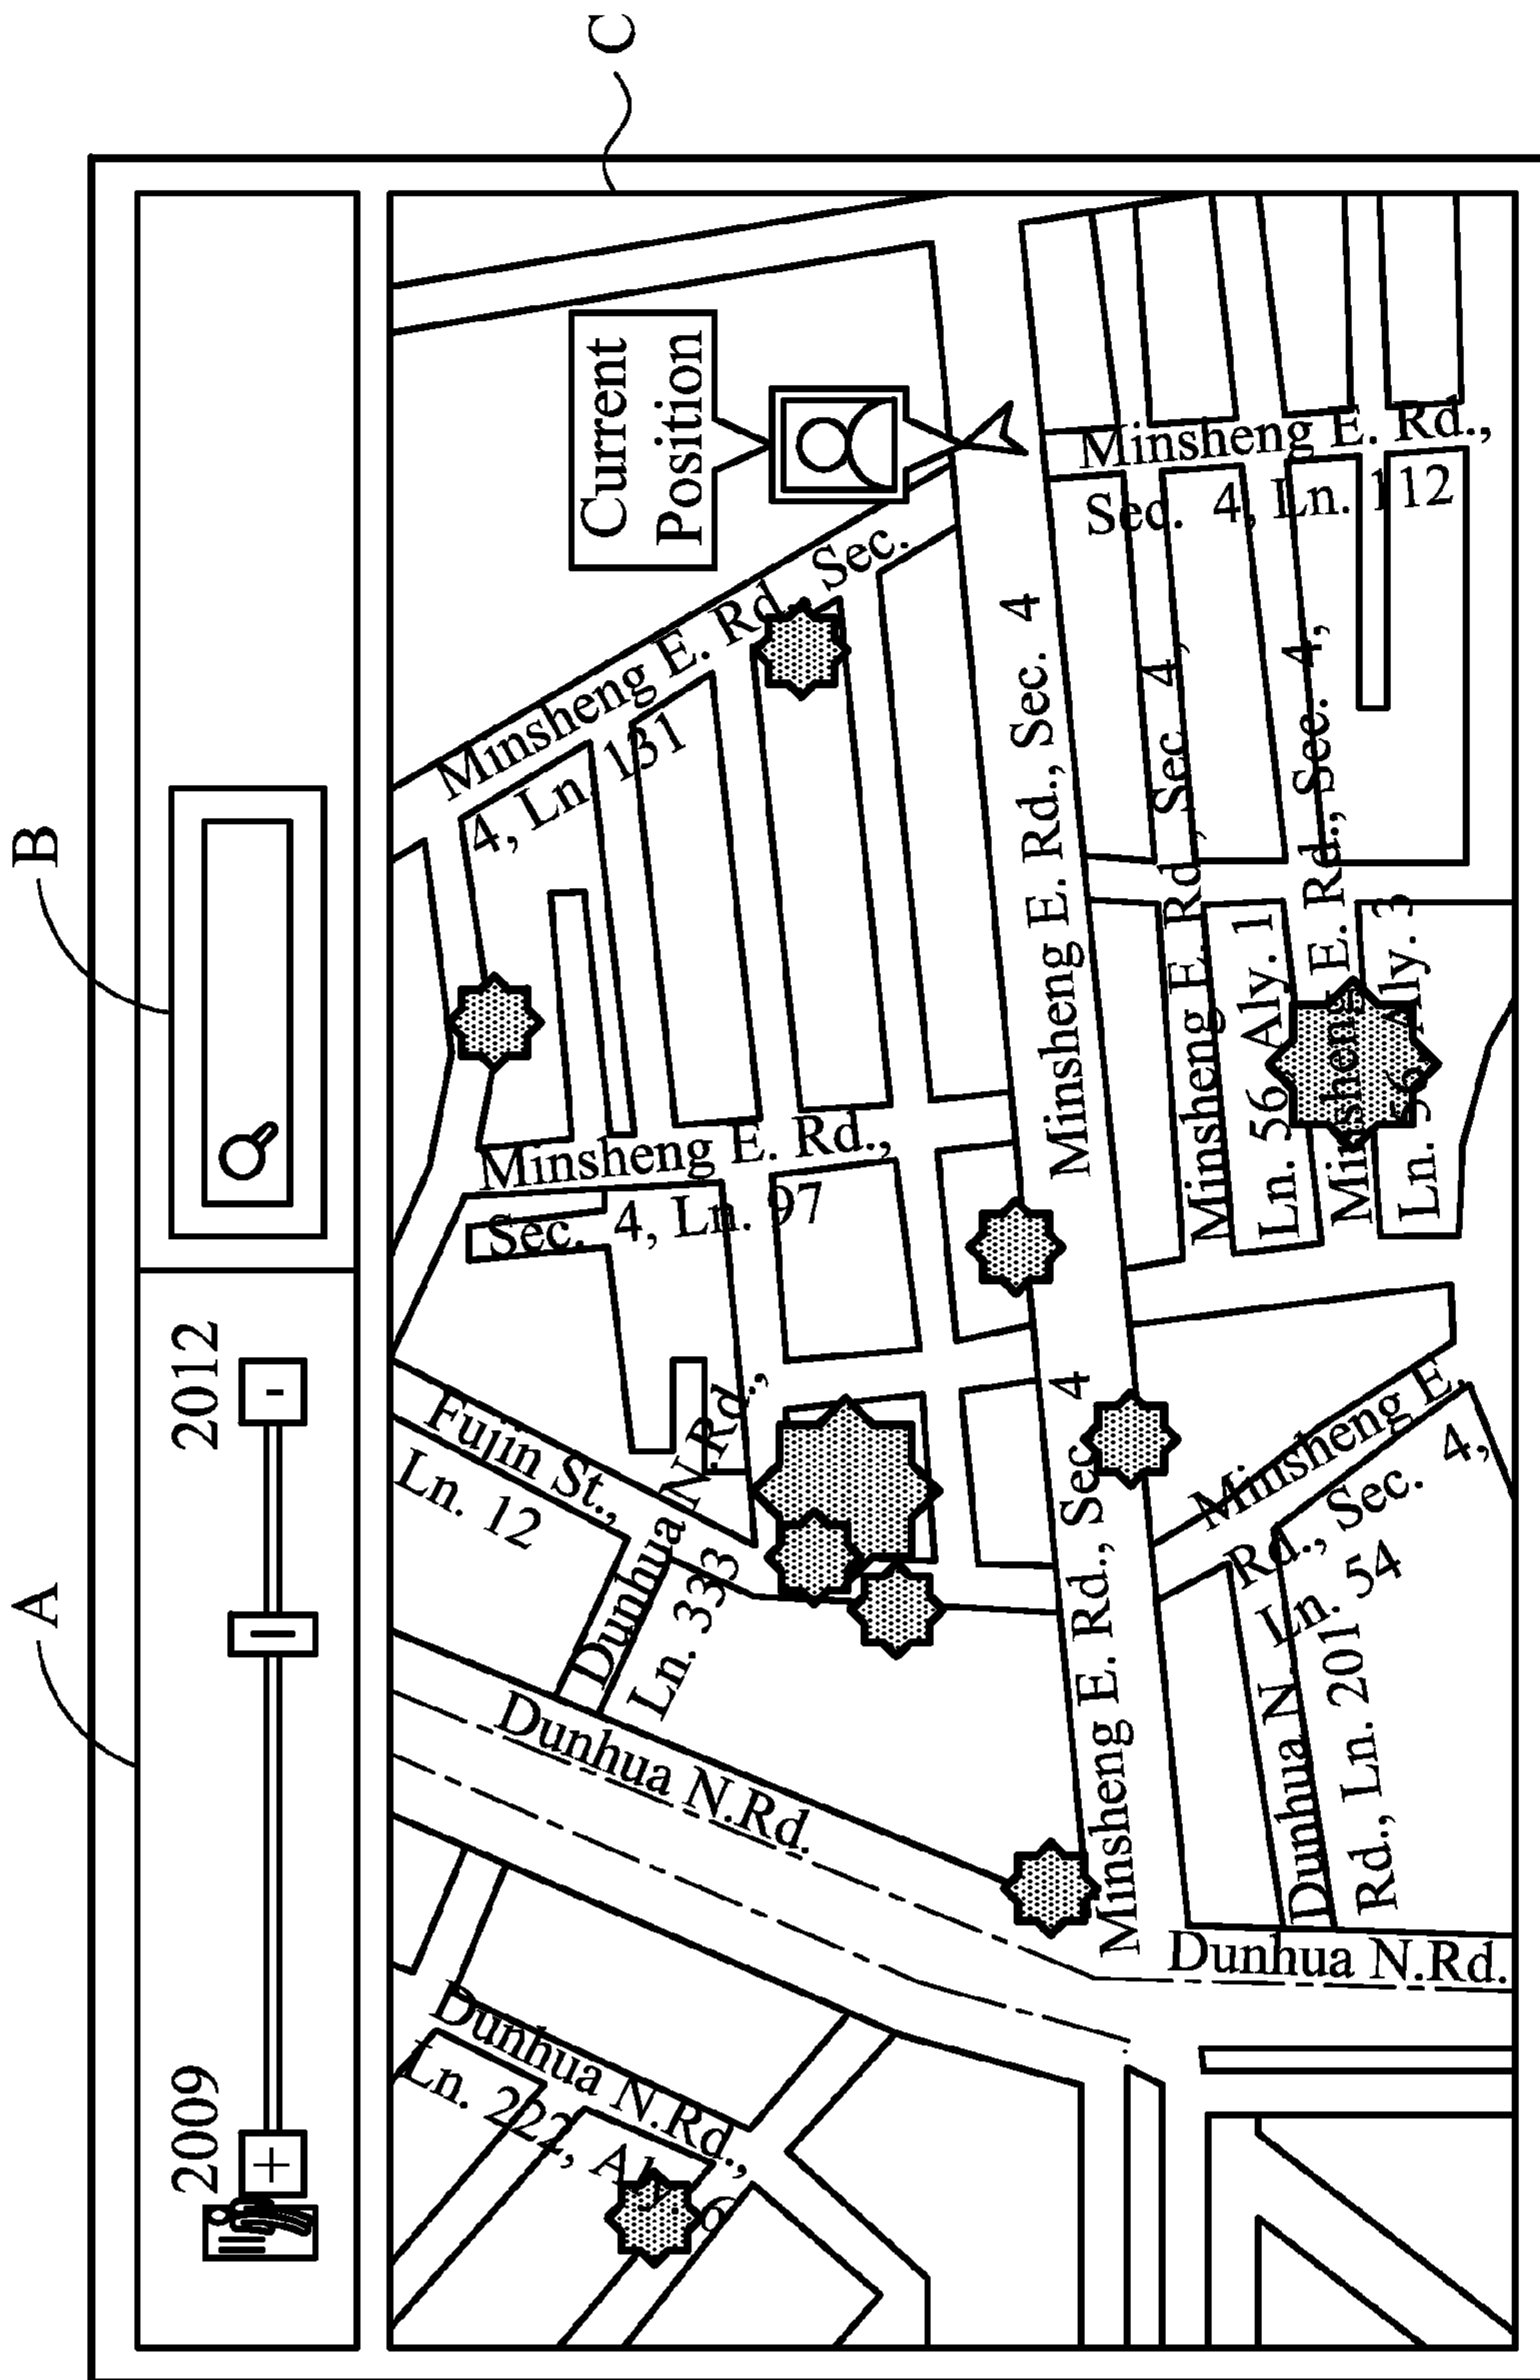 A
B
C
2009
+
2012
-
Current
Position
Dunhua N.Rd.,
Ln. 222, Aly. 6
Dunhua N.Rd.
Fujin St.,
Ln. 12
Dunhua N.Rd.,
Ln. 333
Minsheng E. Rd.,
Sec. 4, Ln. 97
Minsheng E. Rd., Sec.
4, Ln. 131
Minsheng E. Rd., Sec. 4
Minsheng E. Rd., Sec. 4
Dunhua N.Rd.
Dunhua N.
Rd., Ln. 201
Minsheng E.
Rd., Sec. 4,
Ln. 54
Minsheng E. Rd., Sec. 4,
Ln. 56, Aly. 1
Minsheng E. Rd., Sec. 4,
Ln. 56, Aly. 3
Minsheng E. Rd.,
Sec. 4, Ln. 112